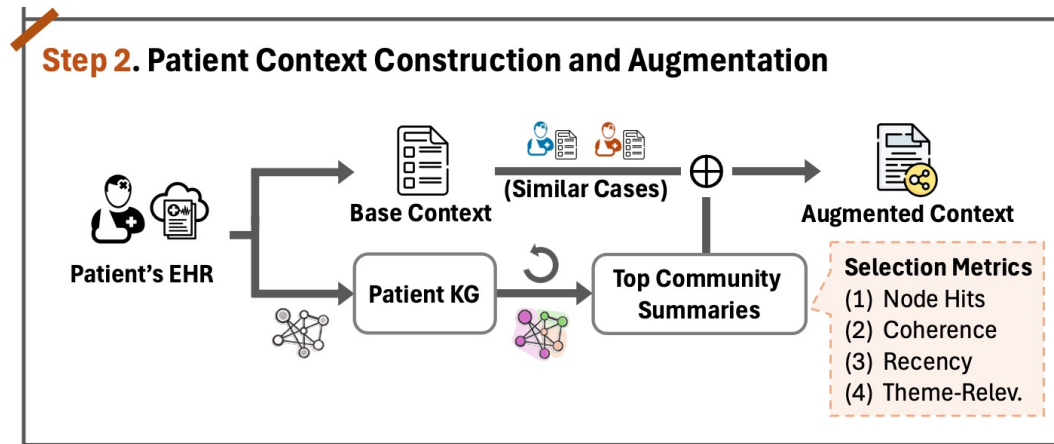 Step 2. Patient Context Construction and Augmentation
Patient's EHR
Base Context
(Similar Cases)
Augmented Context
Patient KG
Top Community
Summaries
Selection Metrics
(1) Node Hits
(2) Coherence
(3) Recency
(4) Theme-Relev.